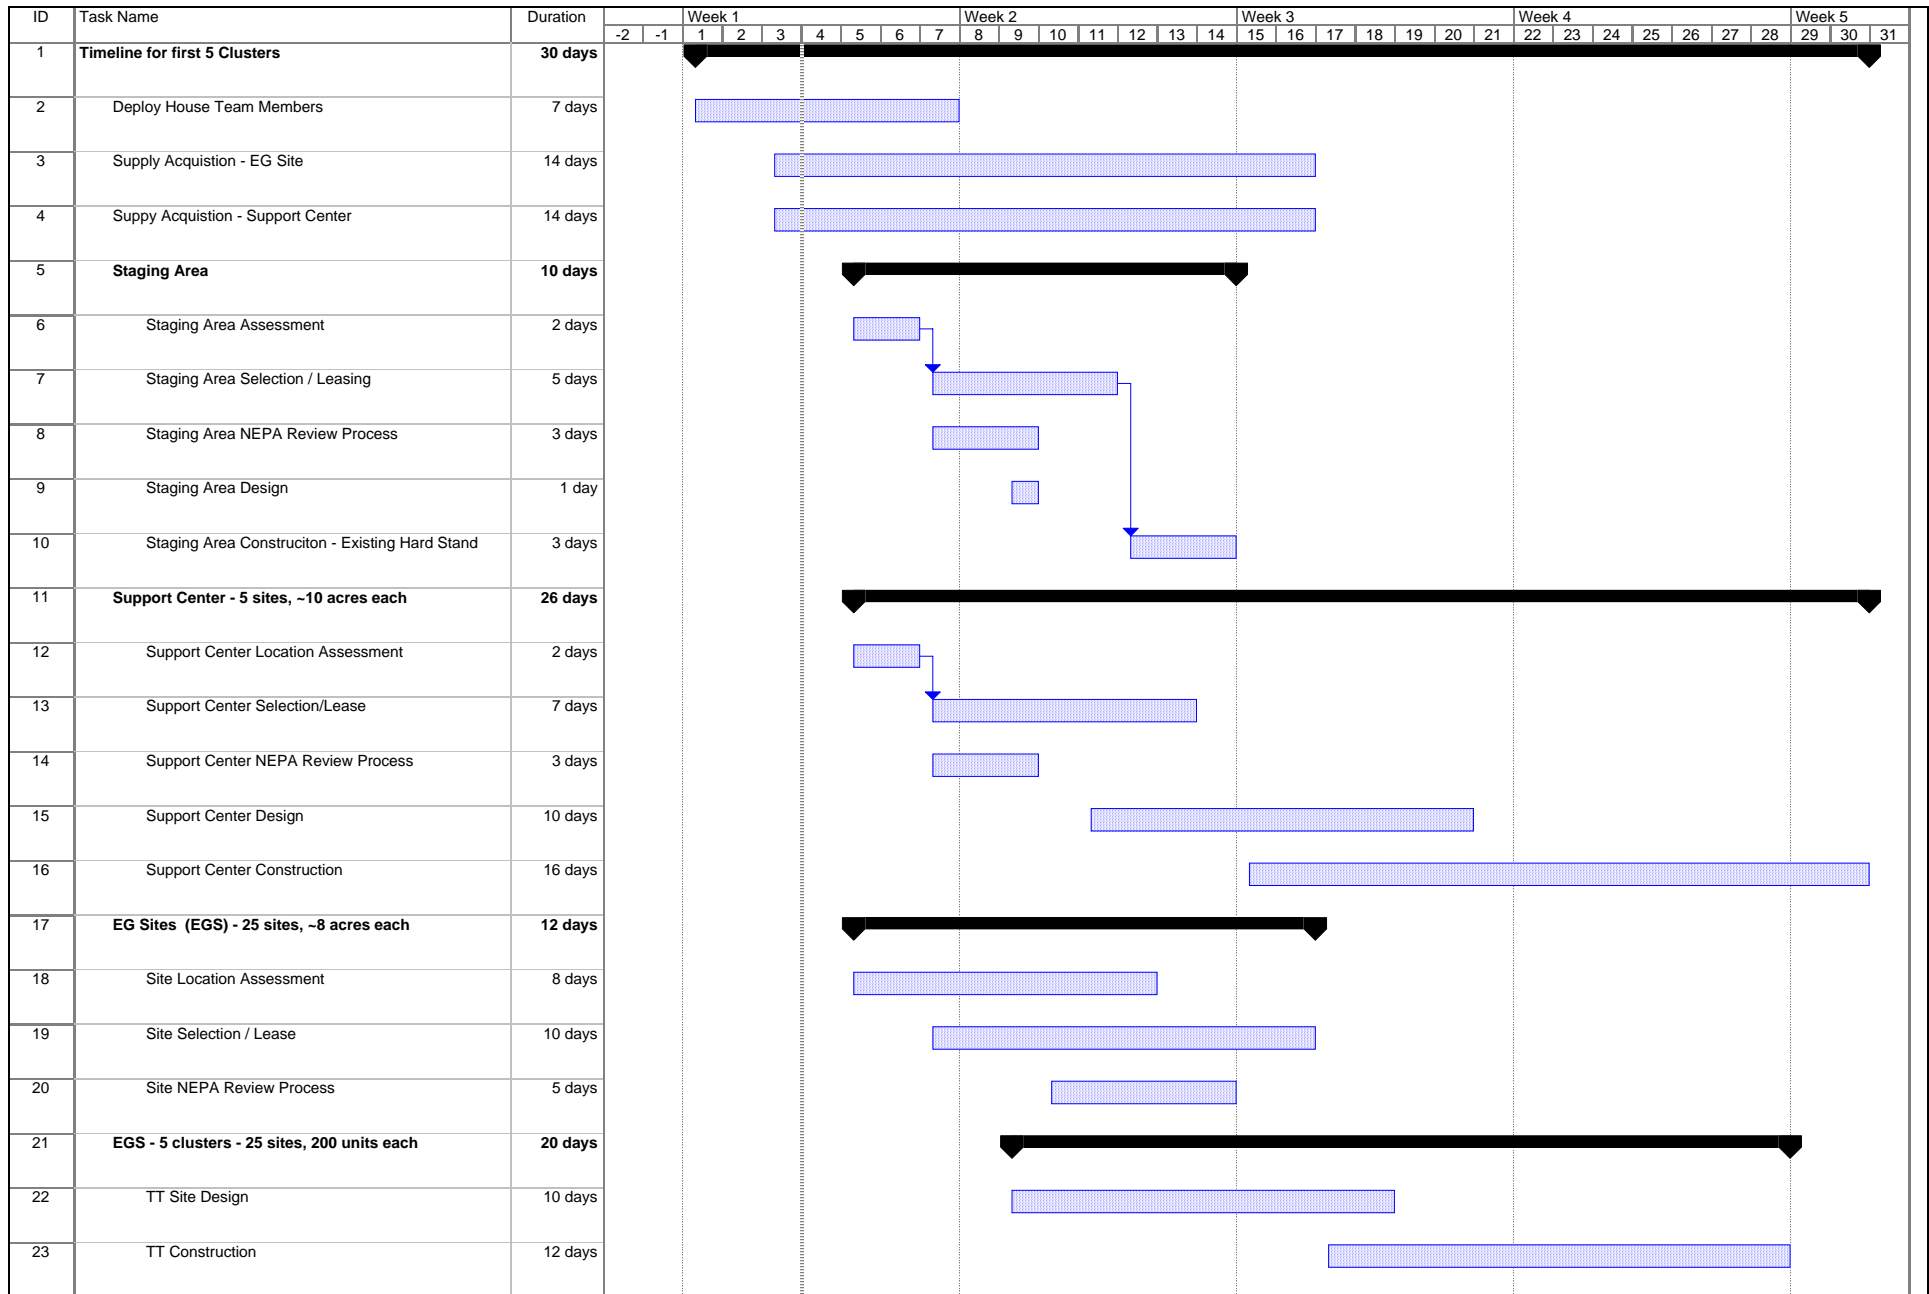 ID Task Name Duration Week 1 Week 2 Week 3 Week 4 Week 5
-2 -1 1 2 3 4 5 6 7 8 9 10 11 12 13 14 15 16 17 18 19 20 21 22 23 24 25 26 27 28 29 30 31
1 Timeline for first 5 Clusters 30 days
2 Deploy House Team Members 7 days
3 Supply Acquistion - EG Site 14 days
4 Suppy Acquistion - Support Center 14 days
5 Staging Area 10 days
6 Staging Area Assessment 2 days
7 Staging Area Selection / Leasing 5 days
8 Staging Area NEPA Review Process 3 days
9 Staging Area Design 1 day
10 Staging Area Construciton - Existing Hard Stand 3 days
11 Support Center - 5 sites, ~10 acres each 26 days
12 Support Center Location Assessment 2 days
13 Support Center Selection/Lease 7 days
14 Support Center NEPA Review Process 3 days
15 Support Center Design 10 days
16 Support Center Construction 16 days
17 EG Sites (EGS) - 25 sites, ~8 acres each 12 days
18 Site Location Assessment 8 days
19 Site Selection / Lease 10 days
20 Site NEPA Review Process 5 days
21 EGS - 5 clusters - 25 sites, 200 units each 20 days
22 TT Site Design 10 days
23 TT Construction 12 days